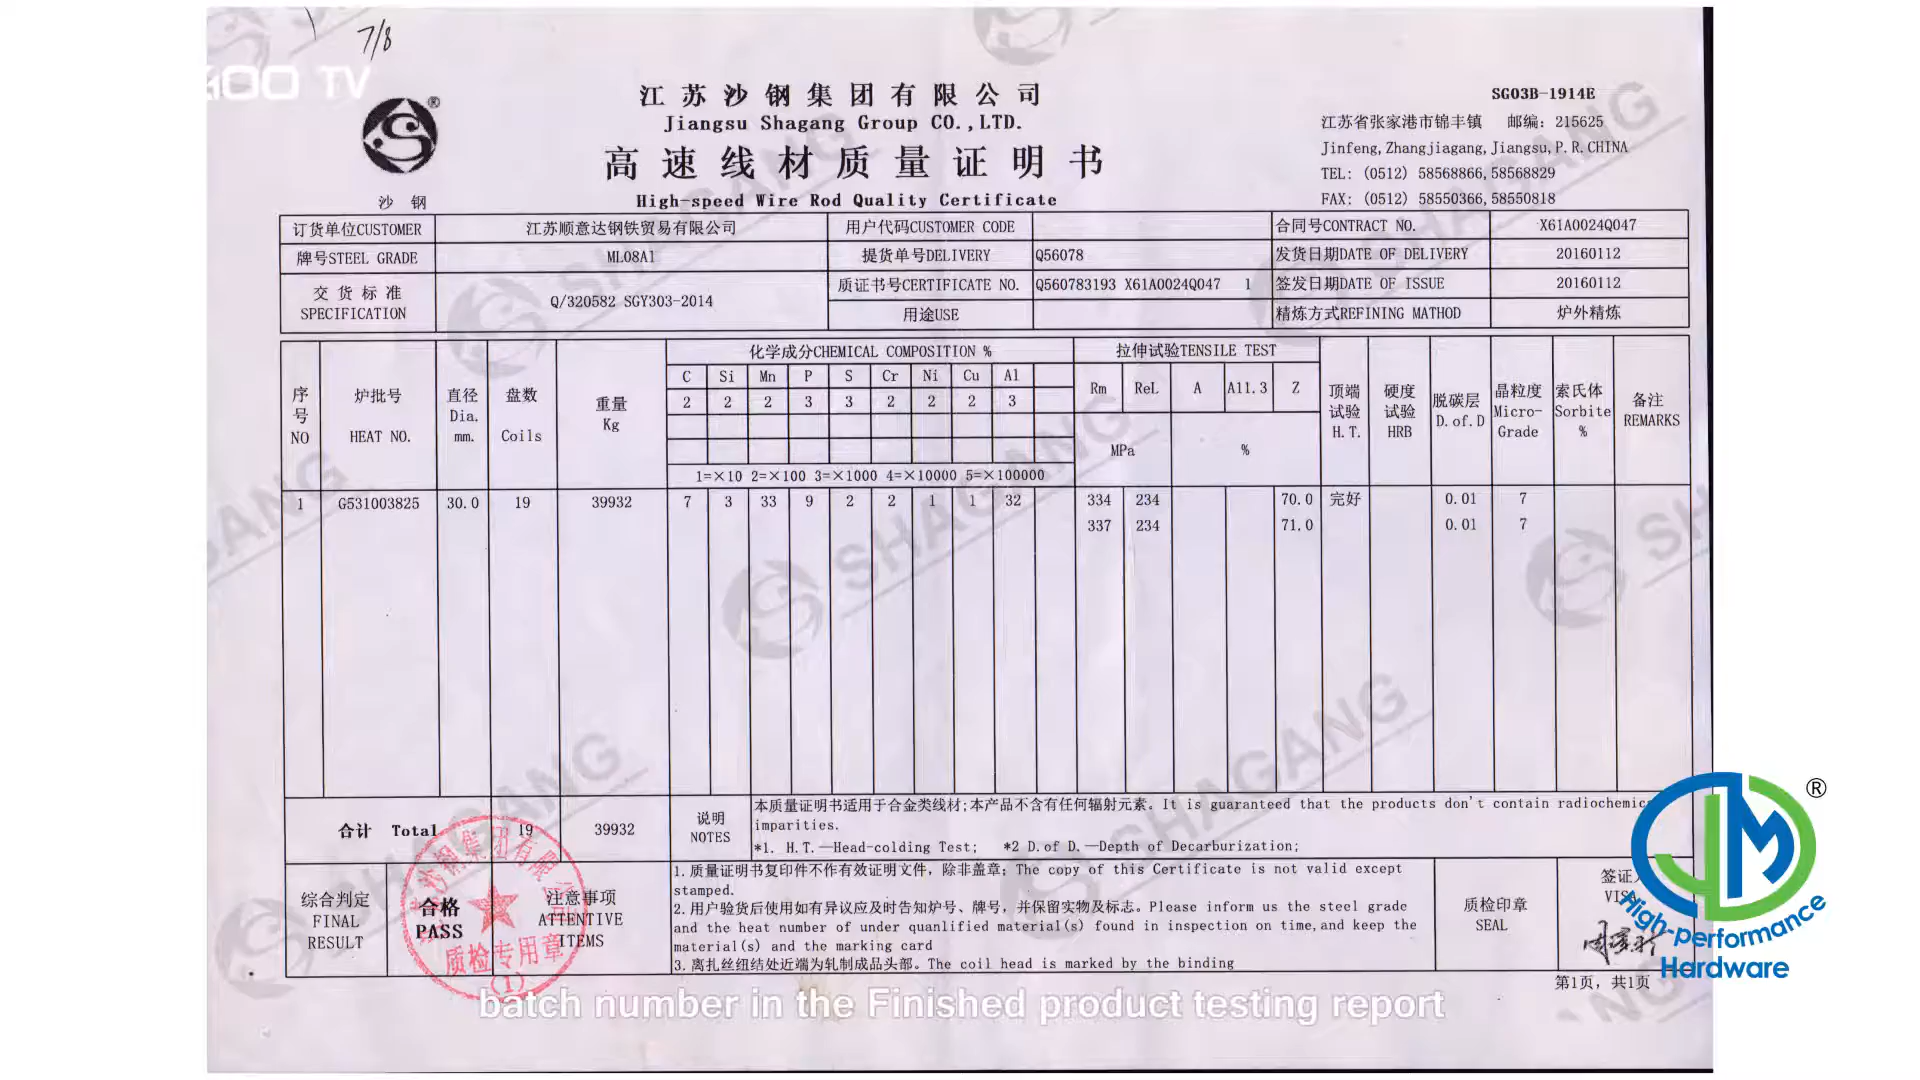 7/8
GOO TV
江苏沙钢集团有限公司
Jiangsu Shagang Group CO.,LTD.
高速线材质量证明书
High-speed Wire Rod Quality Certificate
沙 钢
SG03B-1914E
江苏省张家港市锦丰镇 邮编: 215625
Jinfeng,Zhangjiagang,Jiangsu,P.R.CHINA
TEL: (0512) 58568866,58568829
FAX: (0512) 58550366,58550818
订货单位CUSTOMER 江苏顺意达钢铁贸易有限公司 用户代码CUSTOMER CODE 合同号CONTRACT NO. X61A0024Q047
牌号STEEL GRADE ML08Al 提货单号DELIVERY Q56078 发货日期DATE OF DELIVERY 20160112
交货标准 SPECIFICATION Q/320582 SGY303-2014 质证书号CERTIFICATE NO. Q560783193 X61A0024Q047 1 签发日期DATE OF ISSUE 20160112
用途USE 精炼方式REFINING MATHOD 炉外精炼
序号 NO 炉批号 HEAT NO. 直径 Dia. mm. 盘数 Coils 重量 Kg
化学成分CHEMICAL COMPOSITION %
C Si Mn P S Cr Ni Cu Al
2 2 2 3 3 2 2 2 3
1=×10 2=×100 3=×1000 4=×10000 5=×100000
拉伸试验TENSILE TEST
Rm ReL A A11.3 Z
MPa %
顶端试验 H.T. 硬度试验 HRB 脱碳层 D.of.D 晶粒度 Micro-Grade 索氏体 Sorbite % 备注 REMARKS
1 G531003825 30.0 19 39932 7 3 33 9 2 2 1 1 32 334 234 70.0 完好 0.01 7
337 234 71.0 0.01 7
合计 Total 19 39932
说明 NOTES
本质量证明书适用于合金类线材;本产品不含有任何辐射元素。It is guaranteed that the products don't contain radiochemic
imparities.
*1. H.T.—Head-colding Test; *2 D.of D.—Depth of Decarburization;
综合判定 FINAL RESULT
合格 PASS
注意事项 ATTENTIVE ITEMS
1.质量证明书复印件不作有效证明文件，除非盖章; The copy of this Certificate is not valid except
stamped.
2.用户验货后使用如有异议应及时告知炉号、牌号，并保留实物及标志。Please inform us the steel grade
and the heat number of under quanlified material(s) found in inspection on time,and keep the
material(s) and the marking card
3.离扎丝纽结处近端为轧制成品头部。The coil head is marked by the binding
质检印章 SEAL
签证人 VISA
第1页, 共1页
质检专用章
(1)
SHAGANG
High-performance
Hardware
®
batch number in the Finished product testing report